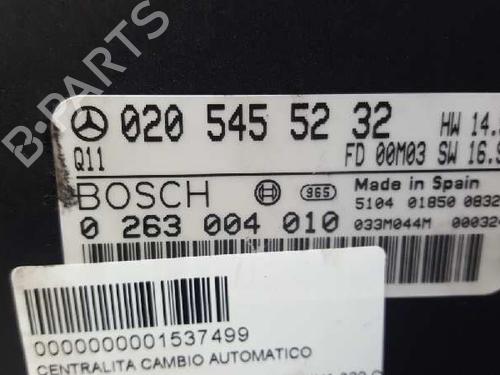 B-PARTS
020 545 52 32 HW 14.
Q11 FD 00M03 SW 16.
BOSCH 965 Made in Spain
5104 01850 0832
0 263 004 010 033M044M 00032
0000000001537499
CENTRALITA CAMBIO AUTOMATICO